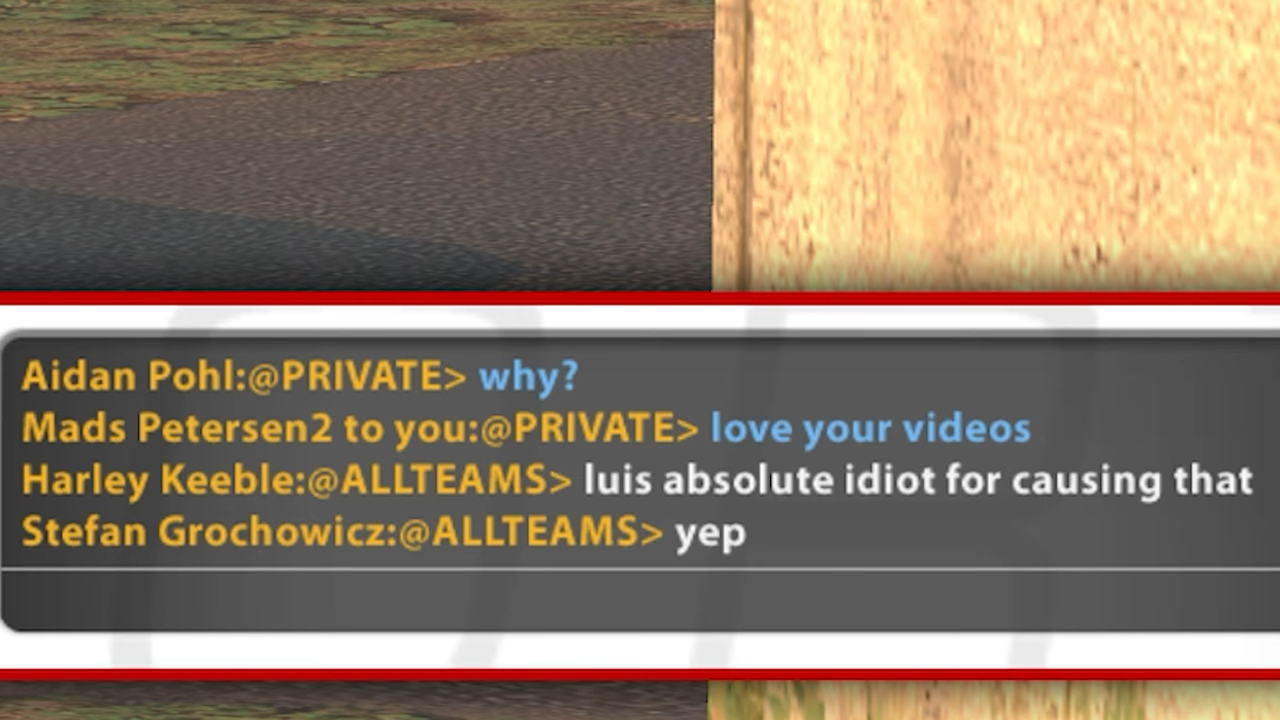 Aidan Pohl:@PRIVATE> why?
Mads Petersen2 to you:@PRIVATE> love your videos
Harley Keeble:@ALLTEAMS> luis absolute idiot for causing that
Stefan Grochowicz:@ALLTEAMS> yep